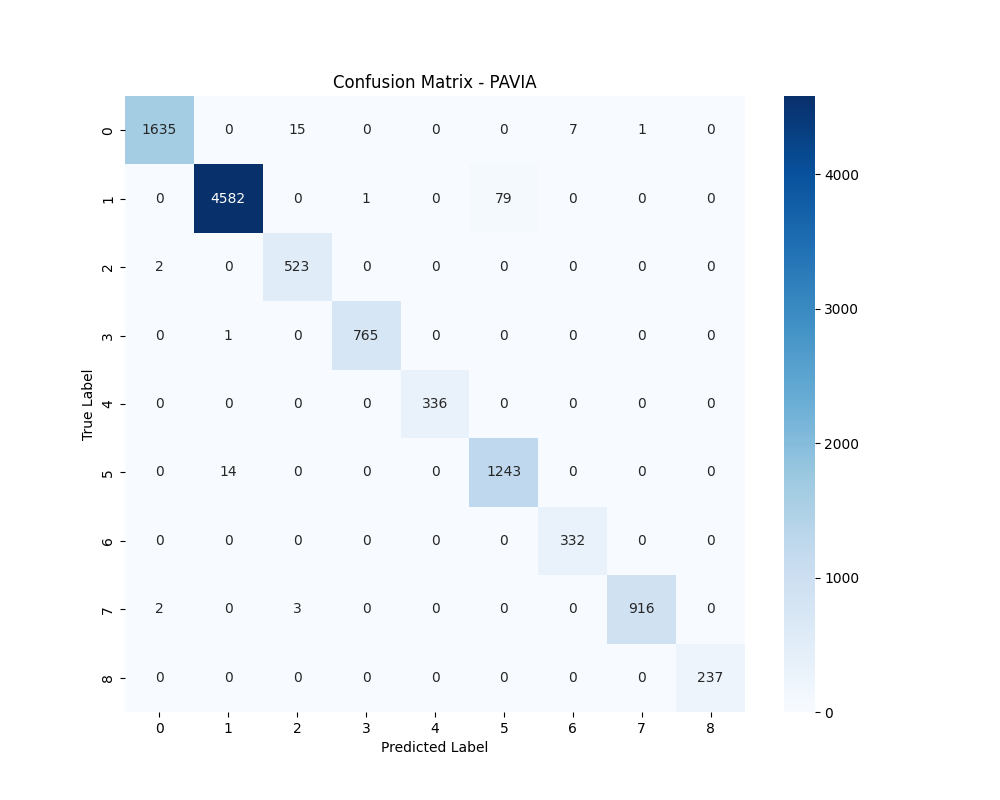 Confusion Matrix - PAVIA
0 1635 0 15 0 0 0 7 1 0
1 0 4582 0 1 0 79 0 0 0
2 2 0 523 0 0 0 0 0 0
3 0 1 0 765 0 0 0 0 0
4 0 0 0 0 336 0 0 0 0
5 0 14 0 0 0 1243 0 0 0
6 0 0 0 0 0 0 332 0 0
7 2 0 3 0 0 0 0 916 0
8 0 0 0 0 0 0 0 0 237
0 1 2 3 4 5 6 7 8
Predicted Label
True Label
4000
3000
2000
1000
0